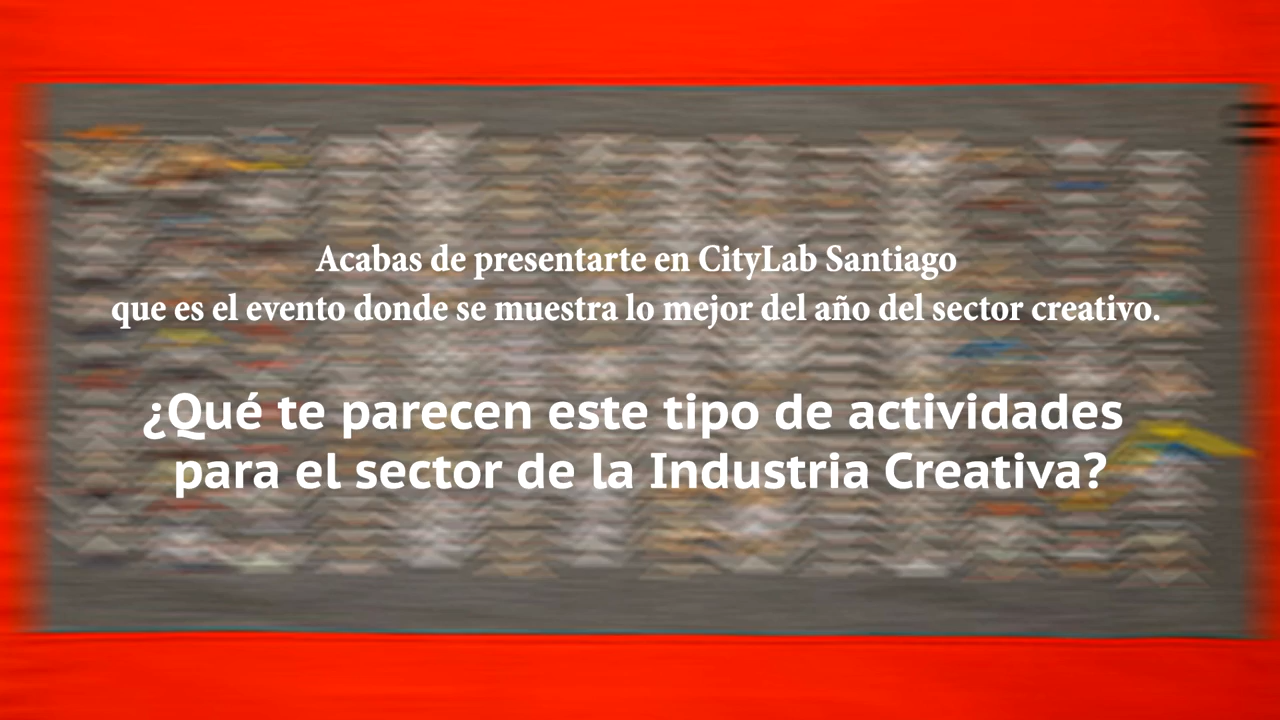 Acabas de presentarte en CityLab Santiago
que es el evento donde se muestra lo mejor del año del sector creativo.
¿Qué te parecen este tipo de actividades
para el sector de la Industria Creativa?